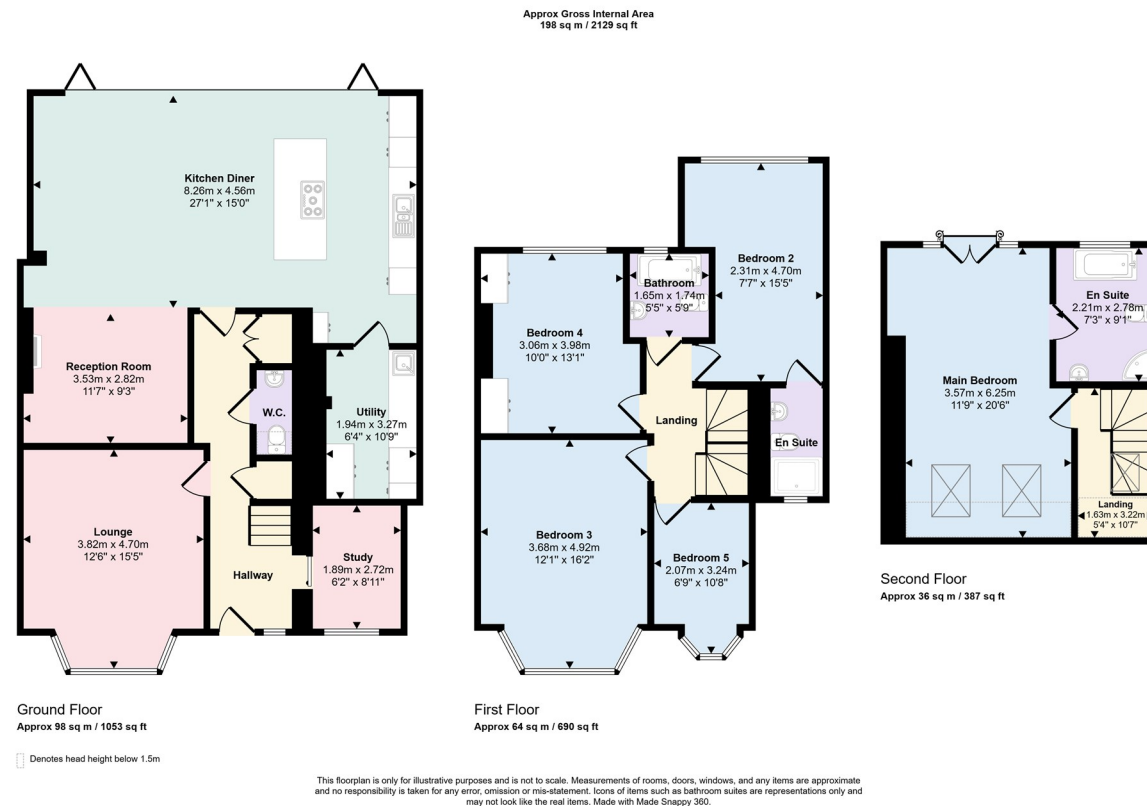 Approx Gross Internal Area
198 sq m / 2129 sq ft
Kitchen Diner
8.26m x 4.56m
27'1" x 15'0"
Reception Room
3.53m x 2.82m
11'7" x 9'3"
W.C.
Utility
1.94m x 3.27m
6'4" x 10'9"
Lounge
3.82m x 4.70m
12'6" x 15'5"
Hallway
Study
1.89m x 2.72m
6'2" x 8'11"
Ground Floor
Approx 98 sq m / 1053 sq ft
Denotes head height below 1.5m
Bedroom 2
2.31m x 4.70m
7'7" x 15'5"
Bathroom
1.65m x 1.74m
5'5" x 5'9"
Bedroom 4
3.06m x 3.98m
10'0" x 13'1"
Landing
En Suite
Bedroom 3
3.68m x 4.92m
12'1" x 16'2"
Bedroom 5
2.07m x 3.24m
6'9" x 10'8"
First Floor
Approx 64 sq m / 690 sq ft
En Suite
2.21m x 2.78m
7'3" x 9'1"
Main Bedroom
3.57m x 6.25m
11'9" x 20'6"
Landing
1.63m x 3.22m
5'4" x 10'7"
Second Floor
Approx 36 sq m / 387 sq ft
This floorplan is only for illustrative purposes and is not to scale. Measurements of rooms, doors, windows, and any items are approximate
and no responsibility is taken for any error, omission or mis-statement. Icons of items such as bathroom suites are representations only and
may not look like the real items. Made with Made Snappy 360.